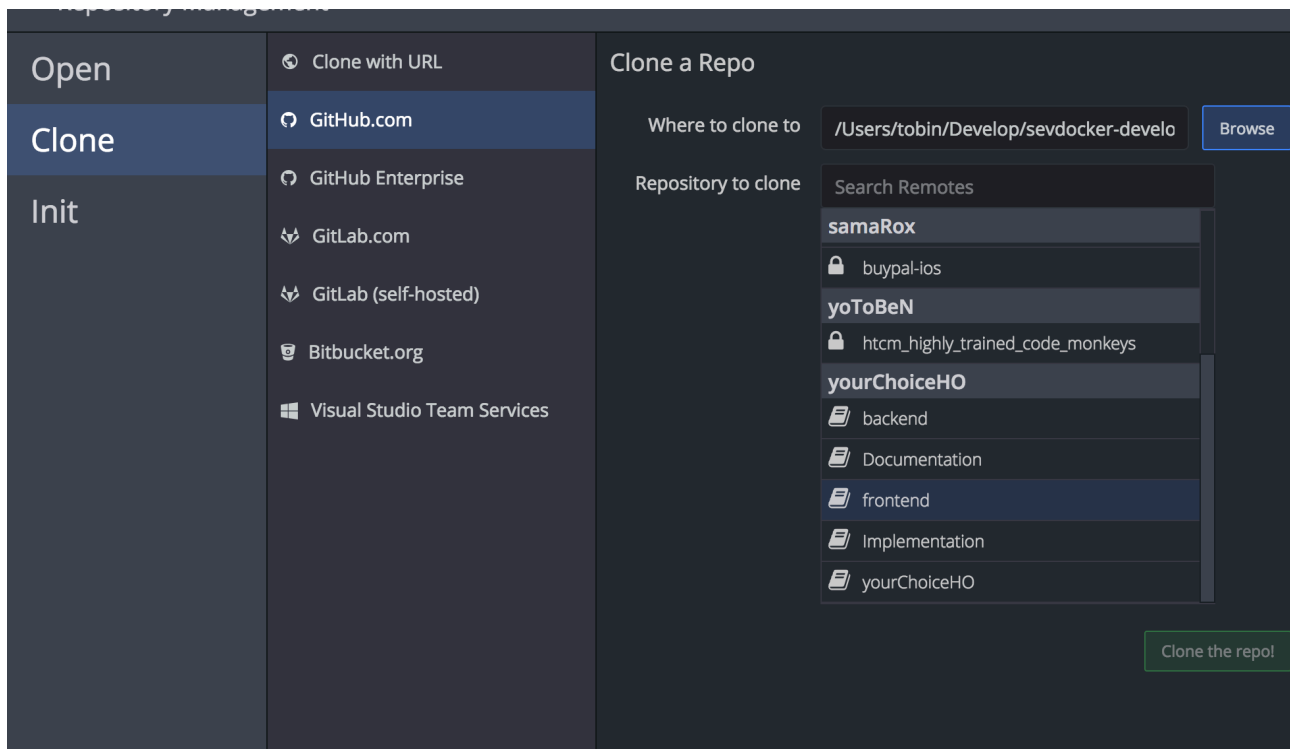 Repository Management
Open
Clone
Init
Clone with URL
GitHub.com
GitHub Enterprise
GitLab.com
GitLab (self-hosted)
Bitbucket.org
Visual Studio Team Services
Clone a Repo
Where to clone to
/Users/tobin/Develop/sevdocker-develo
Browse
Repository to clone
Search Remotes
samaRox
buypal-ios
yoToBeN
htcm_highly_trained_code_monkeys
yourChoiceHO
backend
Documentation
frontend
Implementation
yourChoiceHO
Clone the repo!